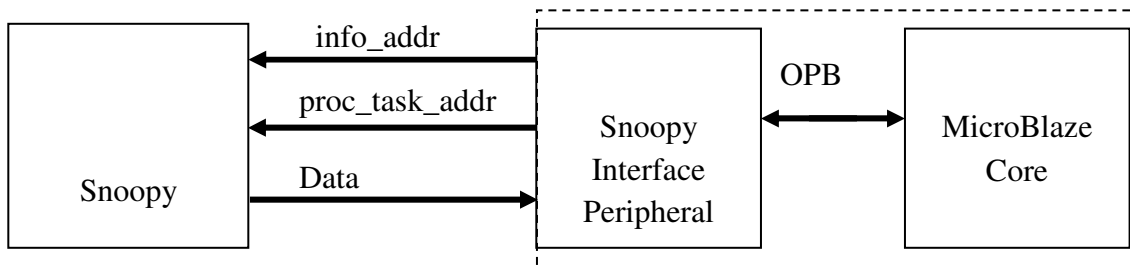 info_addr
proc_task_addr
Data
Snoopy
Snoopy
Interface
Peripheral
OPB
MicroBlaze
Core